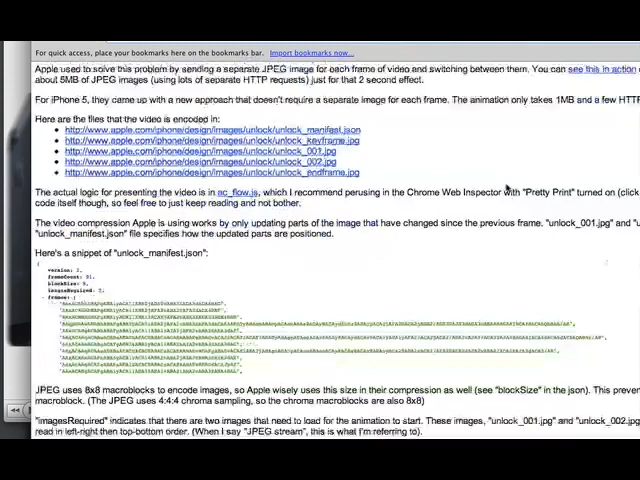 For quick access, place your bookmarks here on the bookmarks bar. Import bookmarks now...
Apple used to solve this problem by sending a separate JPEG image for each frame of video and switching between them. You can see this in action
about 5MB of JPEG images (using lots of separate HTTP requests) just for that 2 second effect.
For iPhone 5, they came up with a new approach that doesn't require a separate image for each frame. The animation only takes 1MB and a few HTTP
Here are the files that the video is encoded in:
http://www.apple.com/iphone/design/images/unlock/unlock_manifest.json
http://www.apple.com/iphone/design/images/unlock/unlock_keyframe.jpg
http://www.apple.com/iphone/design/images/unlock/unlock_001.jpg
http://www.apple.com/iphone/design/images/unlock/unlock_002.jpg
http://www.apple.com/iphone/design/images/unlock/unlock_endframe.jpg
The actual logic for presenting the video is in ac_flow.js, which I recommend perusing in the Chrome Web Inspector with "Pretty Print" turned on (click
code itself though, so feel free to just keep reading and not bother.
The video compression Apple is using works by only updating parts of the image that have changed since the previous frame. "unlock_001.jpg" and "u
"unlock_manifest.json" file specifies how the updated parts are positioned.
Here's a snippet of "unlock_manifest.json":
{
version: 2,
frameCount: 91,
blockSize: 8,
imagesRequired: 2,
- frames: [
JPEG uses 8x8 macroblocks to encode images, so Apple wisely uses this size in their compression as well (see "blockSize" in the json). This preven
macroblock. (The JPEG uses 4:4:4 chroma sampling, so the chroma macroblocks are also 8x8)
"imagesRequired" indicates that there are two images that need to load for the animation to start. These images, "unlock_001.jpg" and "unlock_002.jpg
read in left-right then top-bottom order. (When I say "JPEG stream", this is what I'm referring to).